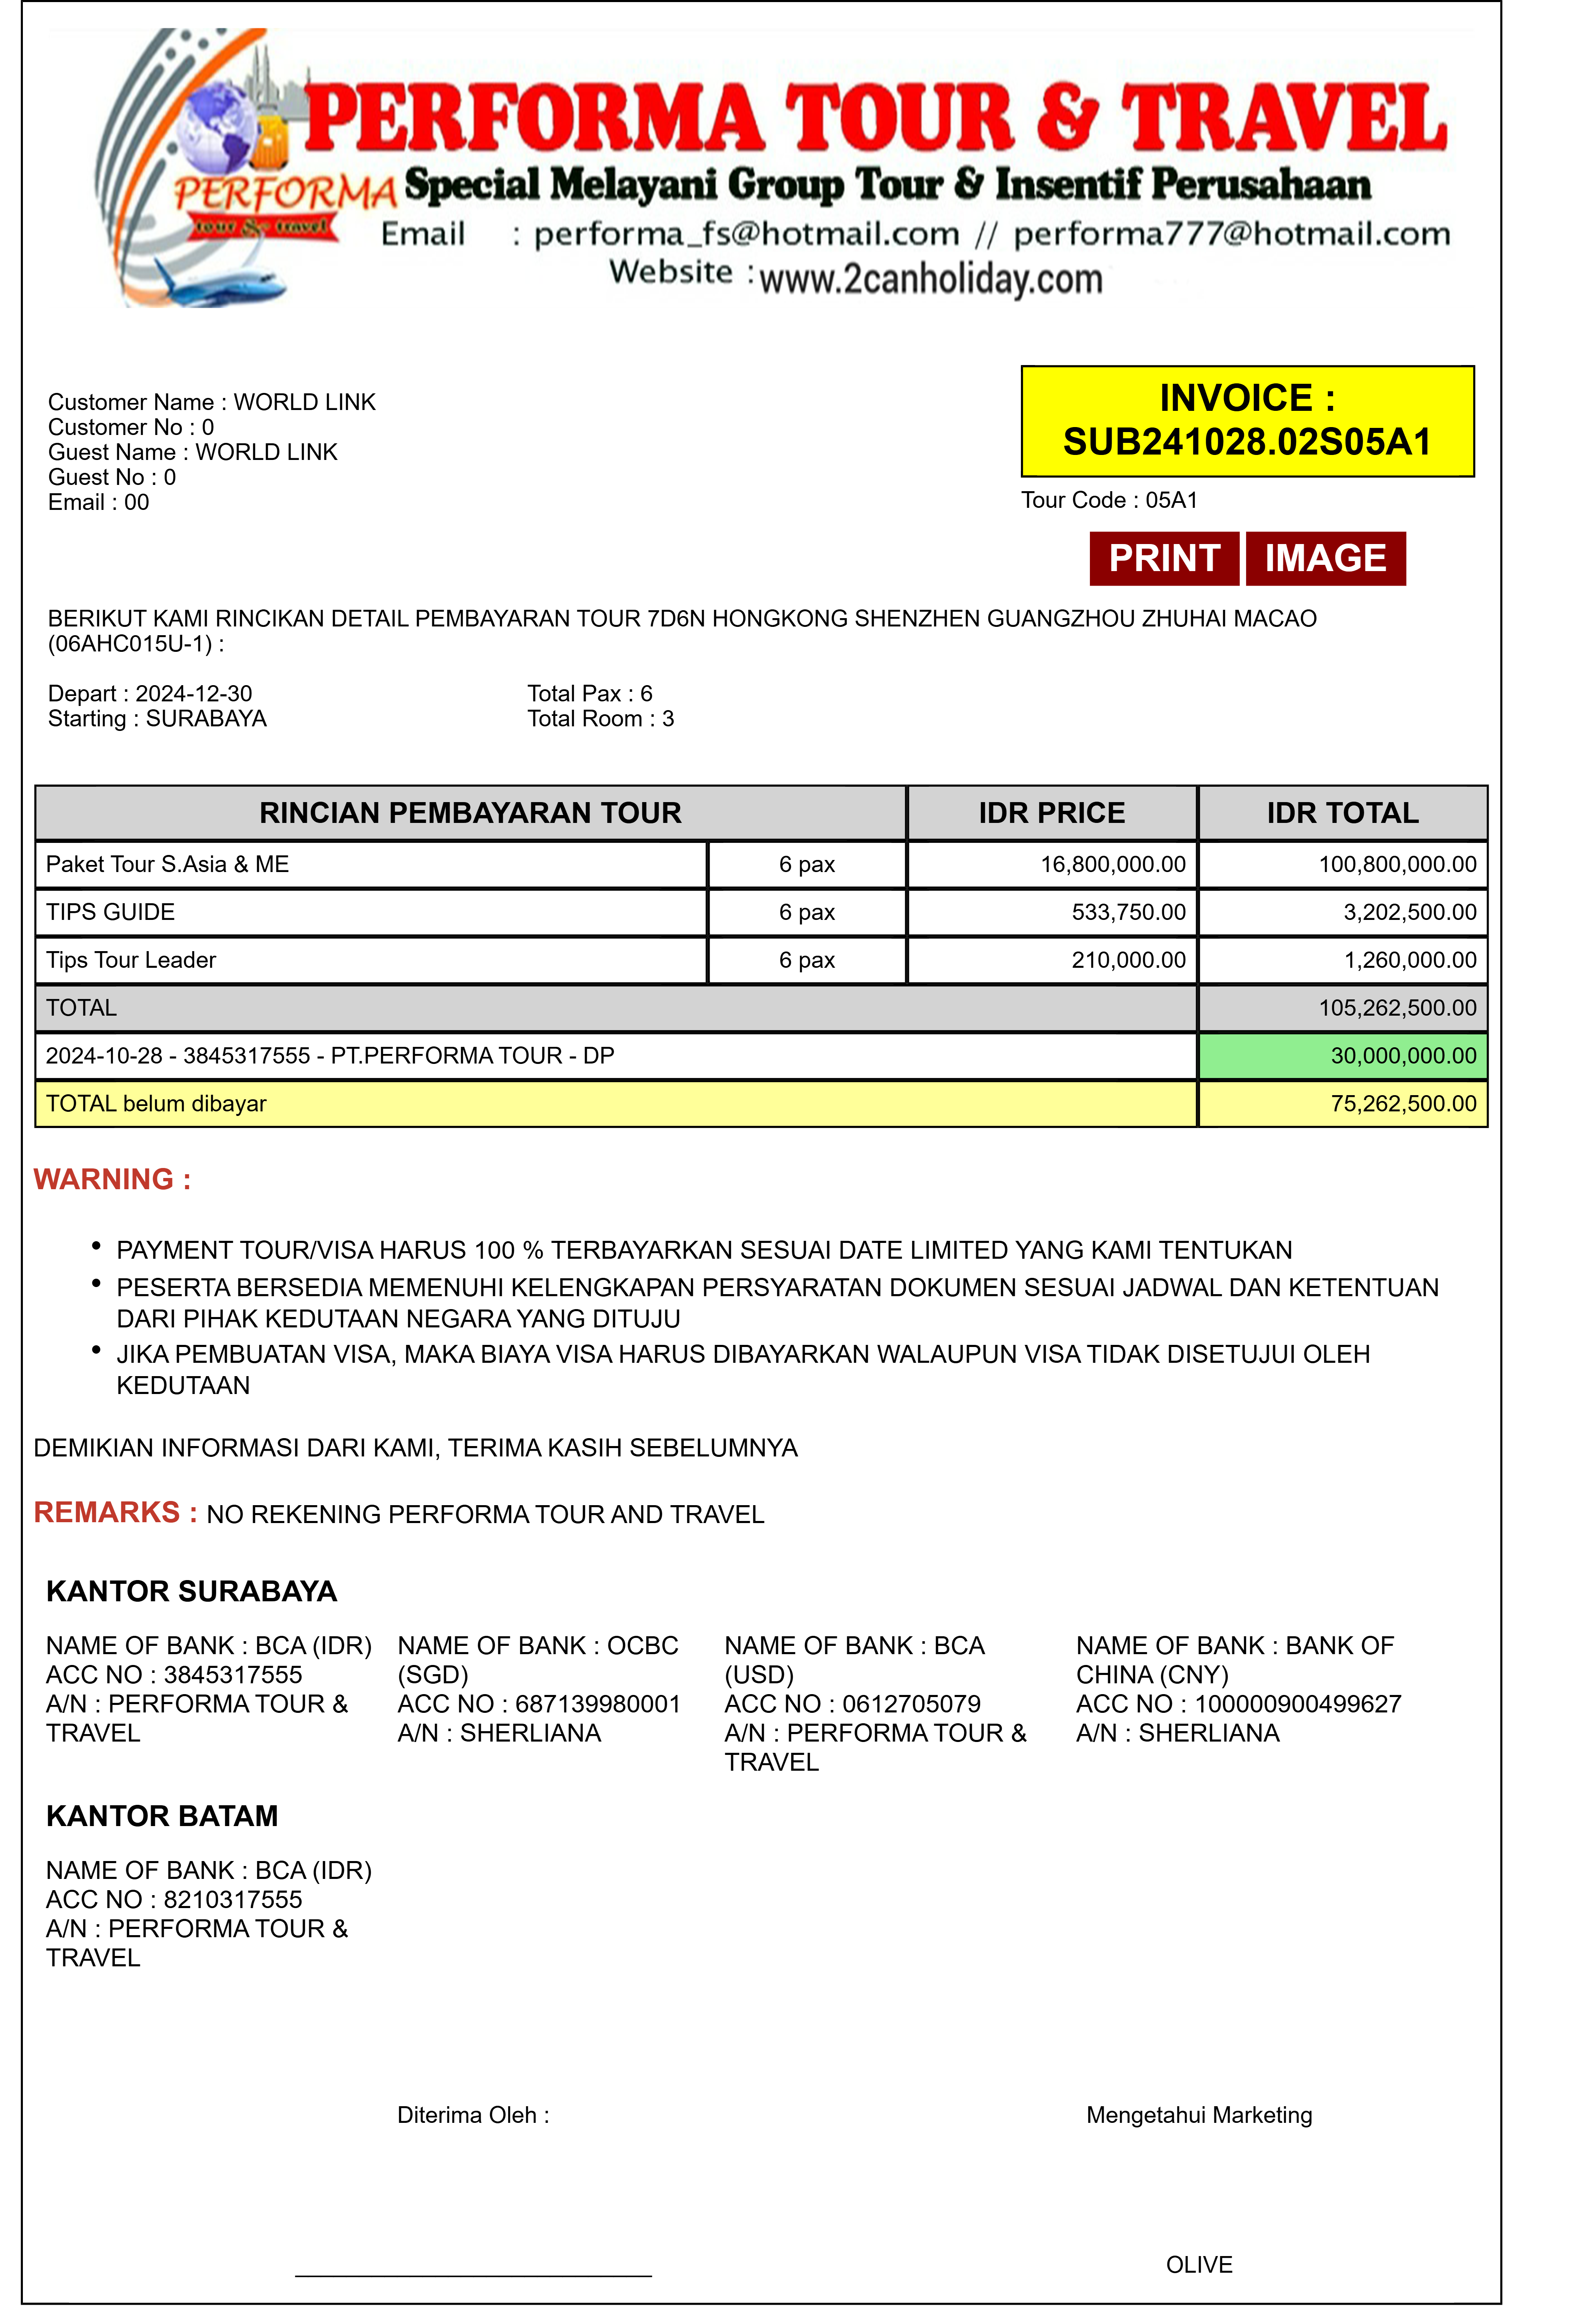 PERFORMA TOUR & TRAVEL
PERFORMA
tour & travel
Special Melayani Group Tour & Insentif Perusahaan
Email : performa_fs@hotmail.com // performa777@hotmail.com
Website : www.2canholiday.com
Customer Name : WORLD LINK
Customer No : 0
Guest Name : WORLD LINK
Guest No : 0
Email : 00
INVOICE :
SUB241028.02S05A1
Tour Code : 05A1
PRINT IMAGE
BERIKUT KAMI RINCIKAN DETAIL PEMBAYARAN TOUR 7D6N HONGKONG SHENZHEN GUANGZHOU ZHUHAI MACAO
(06AHC015U-1) :
Depart : 2024-12-30 Total Pax : 6
Starting : SURABAYA Total Room : 3
RINCIAN PEMBAYARAN TOUR IDR PRICE IDR TOTAL
Paket Tour S.Asia & ME 6 pax 16,800,000.00 100,800,000.00
TIPS GUIDE 6 pax 533,750.00 3,202,500.00
Tips Tour Leader 6 pax 210,000.00 1,260,000.00
TOTAL 105,262,500.00
2024-10-28 - 3845317555 - PT.PERFORMA TOUR - DP 30,000,000.00
TOTAL belum dibayar 75,262,500.00
WARNING :
• PAYMENT TOUR/VISA HARUS 100 % TERBAYARKAN SESUAI DATE LIMITED YANG KAMI TENTUKAN
• PESERTA BERSEDIA MEMENUHI KELENGKAPAN PERSYARATAN DOKUMEN SESUAI JADWAL DAN KETENTUAN
DARI PIHAK KEDUTAAN NEGARA YANG DITUJU
• JIKA PEMBUATAN VISA, MAKA BIAYA VISA HARUS DIBAYARKAN WALAUPUN VISA TIDAK DISETUJUI OLEH
KEDUTAAN
DEMIKIAN INFORMASI DARI KAMI, TERIMA KASIH SEBELUMNYA
REMARKS : NO REKENING PERFORMA TOUR AND TRAVEL
KANTOR SURABAYA
NAME OF BANK : BCA (IDR)
ACC NO : 3845317555
A/N : PERFORMA TOUR &
TRAVEL
NAME OF BANK : OCBC
(SGD)
ACC NO : 687139980001
A/N : SHERLIANA
NAME OF BANK : BCA
(USD)
ACC NO : 0612705079
A/N : PERFORMA TOUR &
TRAVEL
NAME OF BANK : BANK OF
CHINA (CNY)
ACC NO : 100000900499627
A/N : SHERLIANA
KANTOR BATAM
NAME OF BANK : BCA (IDR)
ACC NO : 8210317555
A/N : PERFORMA TOUR &
TRAVEL
Diterima Oleh : Mengetahui Marketing
OLIVE